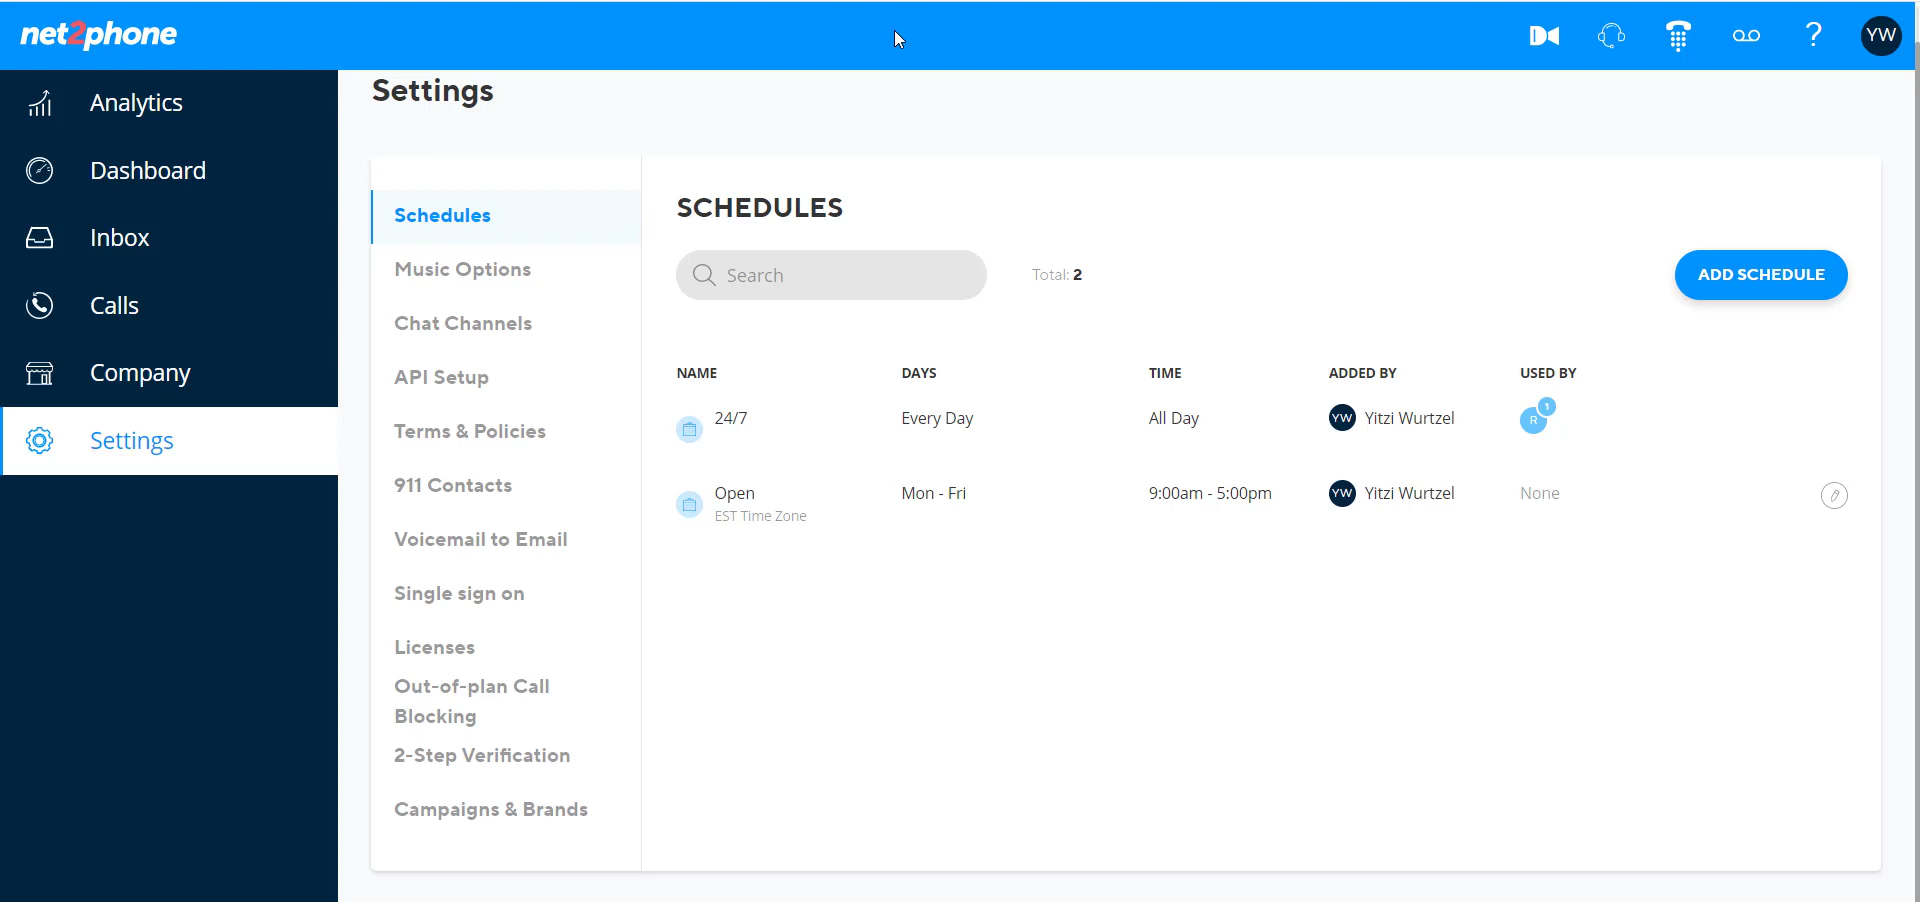 net2phone
YW
Analytics
Dashboard
Inbox
Calls
Company
Settings
Settings
Schedules
Music Options
Chat Channels
API Setup
Terms & Policies
911 Contacts
Voicemail to Email
Single sign on
Licenses
Out-of-plan Call
Blocking
2-Step Verification
Campaigns & Brands
SCHEDULES
Search
Total: 2
ADD SCHEDULE
NAME DAYS TIME ADDED BY USED BY
24/7 Every Day All Day YW Yitzi Wurtzel R 1
Open Mon - Fri 9:00am - 5:00pm YW Yitzi Wurtzel None
EST Time Zone